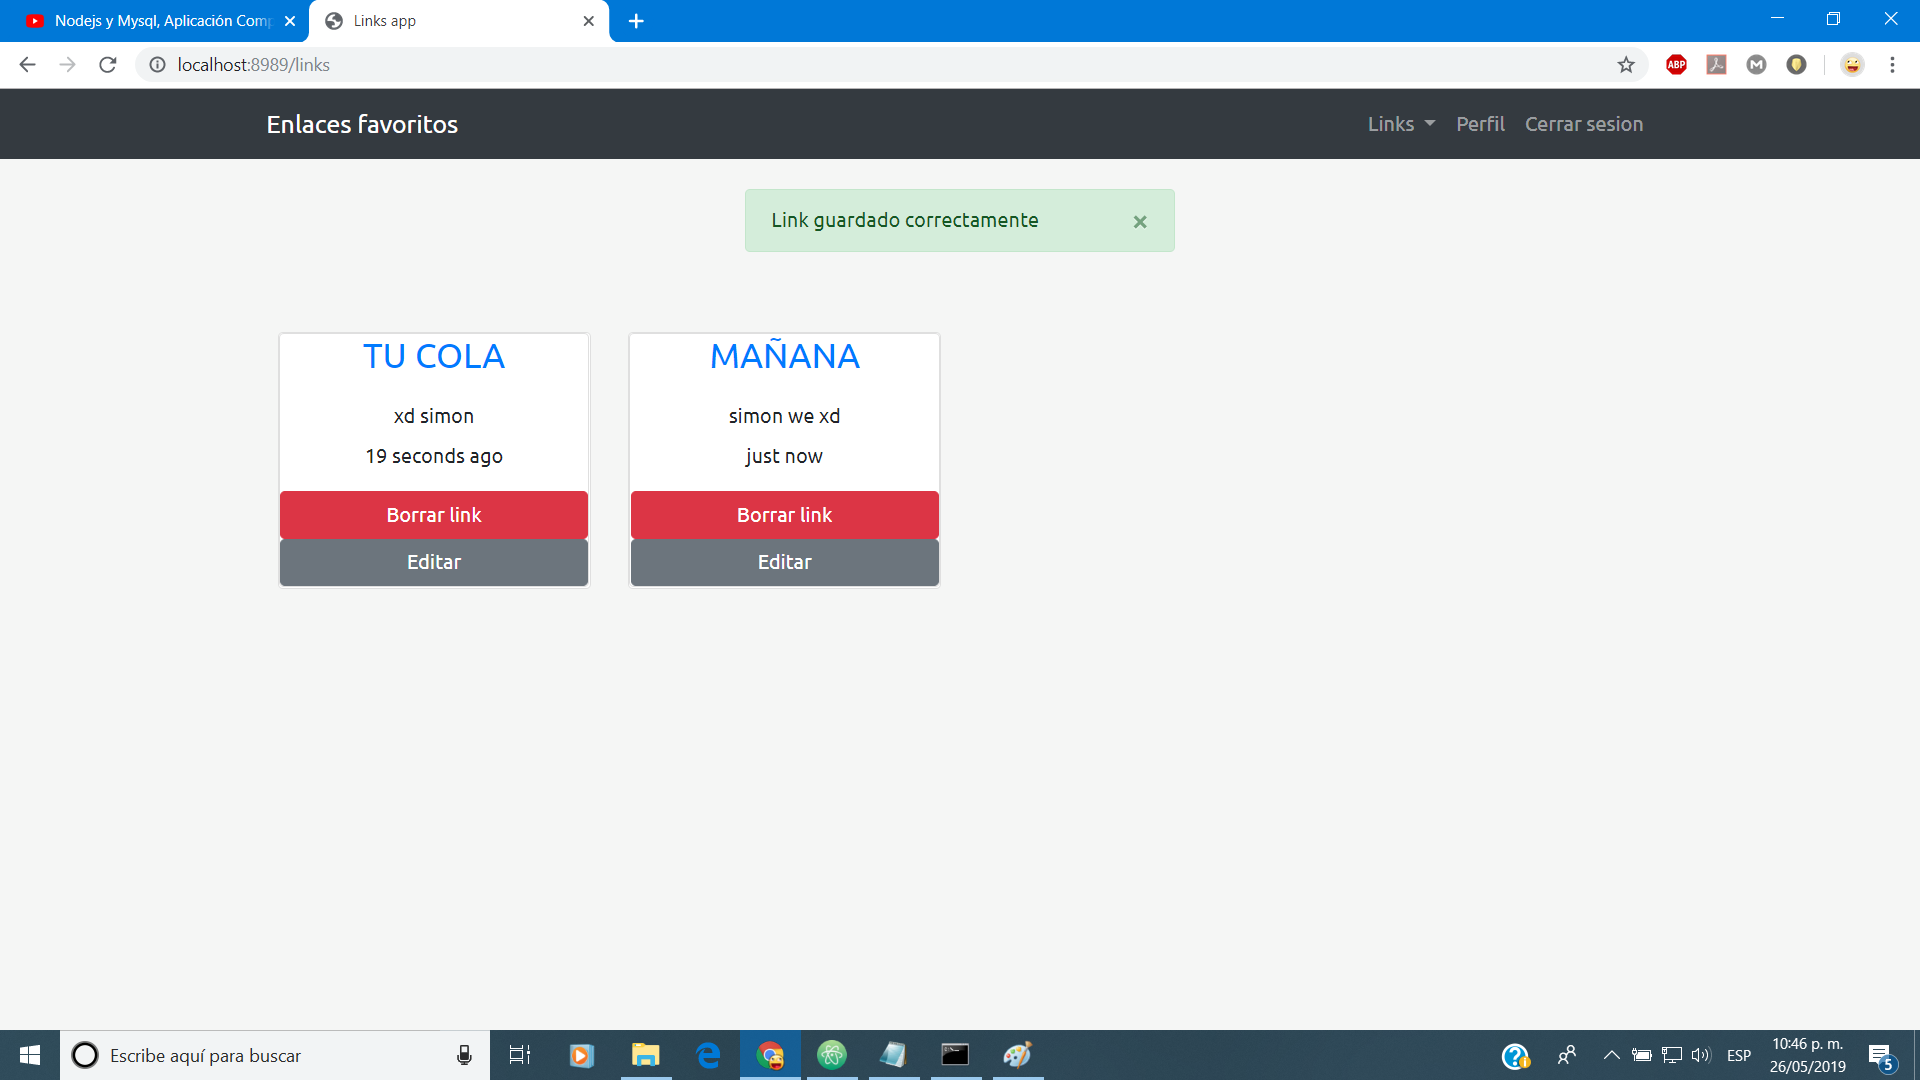 Nodejs y Mysql, Aplicación Comp
Links app
localhost:8989/links
ABP
M
Enlaces favoritos
Links
Perfil
Cerrar sesion
Link guardado correctamente
×
TU COLA
xd simon
19 seconds ago
Borrar link
Editar
MAÑANA
simon we xd
just now
Borrar link
Editar
Escribe aquí para buscar
ESP
10:46 p. m.
26/05/2019
5